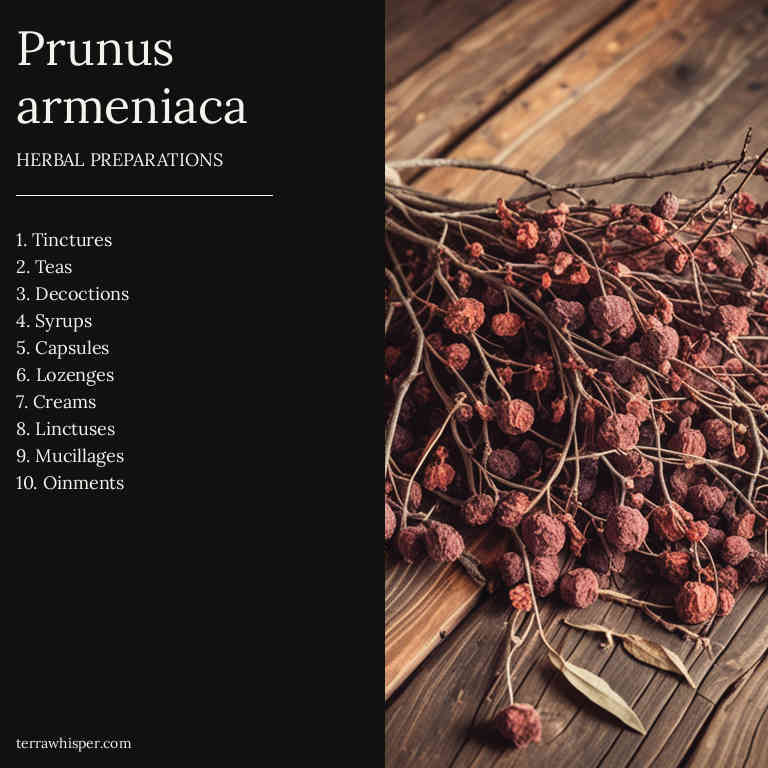 Prunus
armeniaca
HERBAL PREPARATIONS
1. Tinctures
2. Teas
3. Decoctions
4. Syrups
5. Capsules
6. Lozenges
7. Creams
8. Linctuses
9. Mucillages
10. Oinments
terrawhisper.com